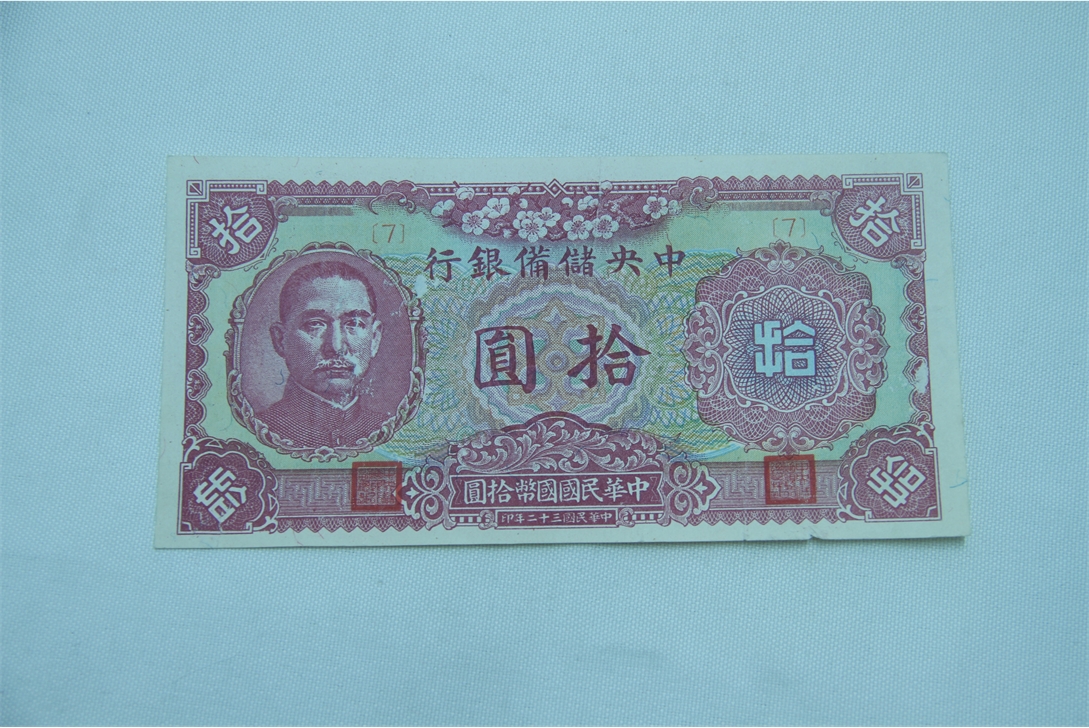 拾
拾
[7]
[7]
中央儲備銀行
拾圓
拾
中華民國國幣拾圓
中華民國三十二年印
拾
拾